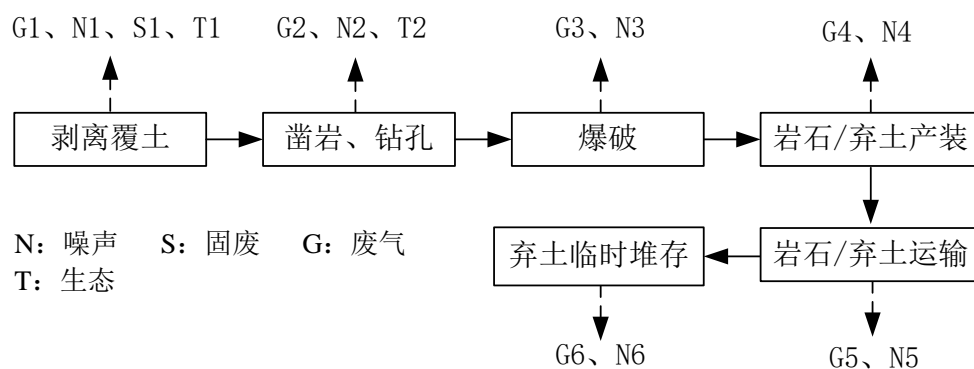 G1、N1、S1、T1
G2、N2、T2
G3、N3
G4、N4
剥离覆土
凿岩、钻孔
爆破
岩石/弃土产装
N：噪声 S：固废 G：废气
T：生态
弃土临时堆存
岩石/弃土运输
G6、N6
G5、N5